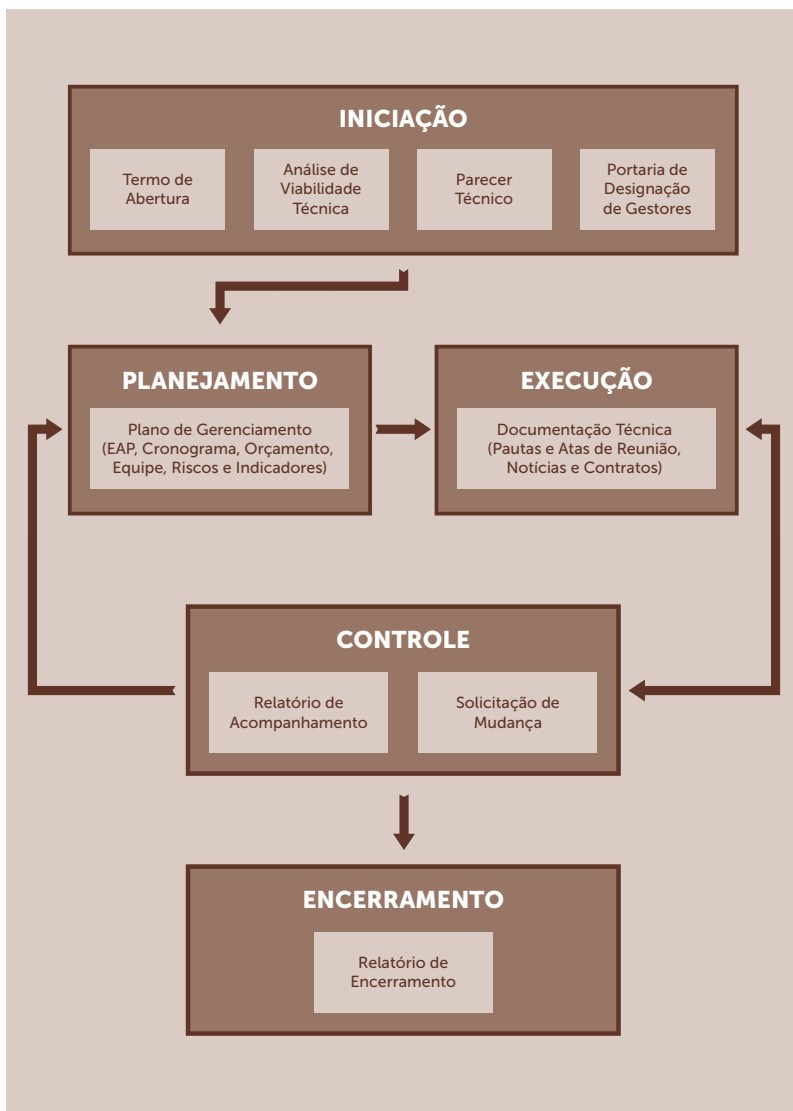 INICIAÇÃO
Termo de
Abertura
Análise de
Viabilidade
Técnica
Parecer
Técnico
Portaria de
Designação
de Gestores
PLANEJAMENTO
Plano de Gerenciamento
(EAP, Cronograma, Orçamento,
Equipe, Riscos e Indicadores)
EXECUÇÃO
Documentação Técnica
(Pautas e Atas de Reunião,
Notícias e Contratos)
CONTROLE
Relatório de
Acompanhamento
Solicitação de
Mudança
ENCERRAMENTO
Relatório de
Encerramento